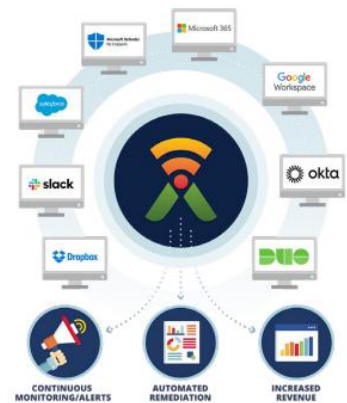 Microsoft 365
Microsoft Defender
for Endpoint
Google
Workspace
salesforce
slack
okta
Dropbox
DUO
CONTINUOUS
MONITORING/ALERTS
AUTOMATED
REMEDIATION
INCREASED
REVENUE